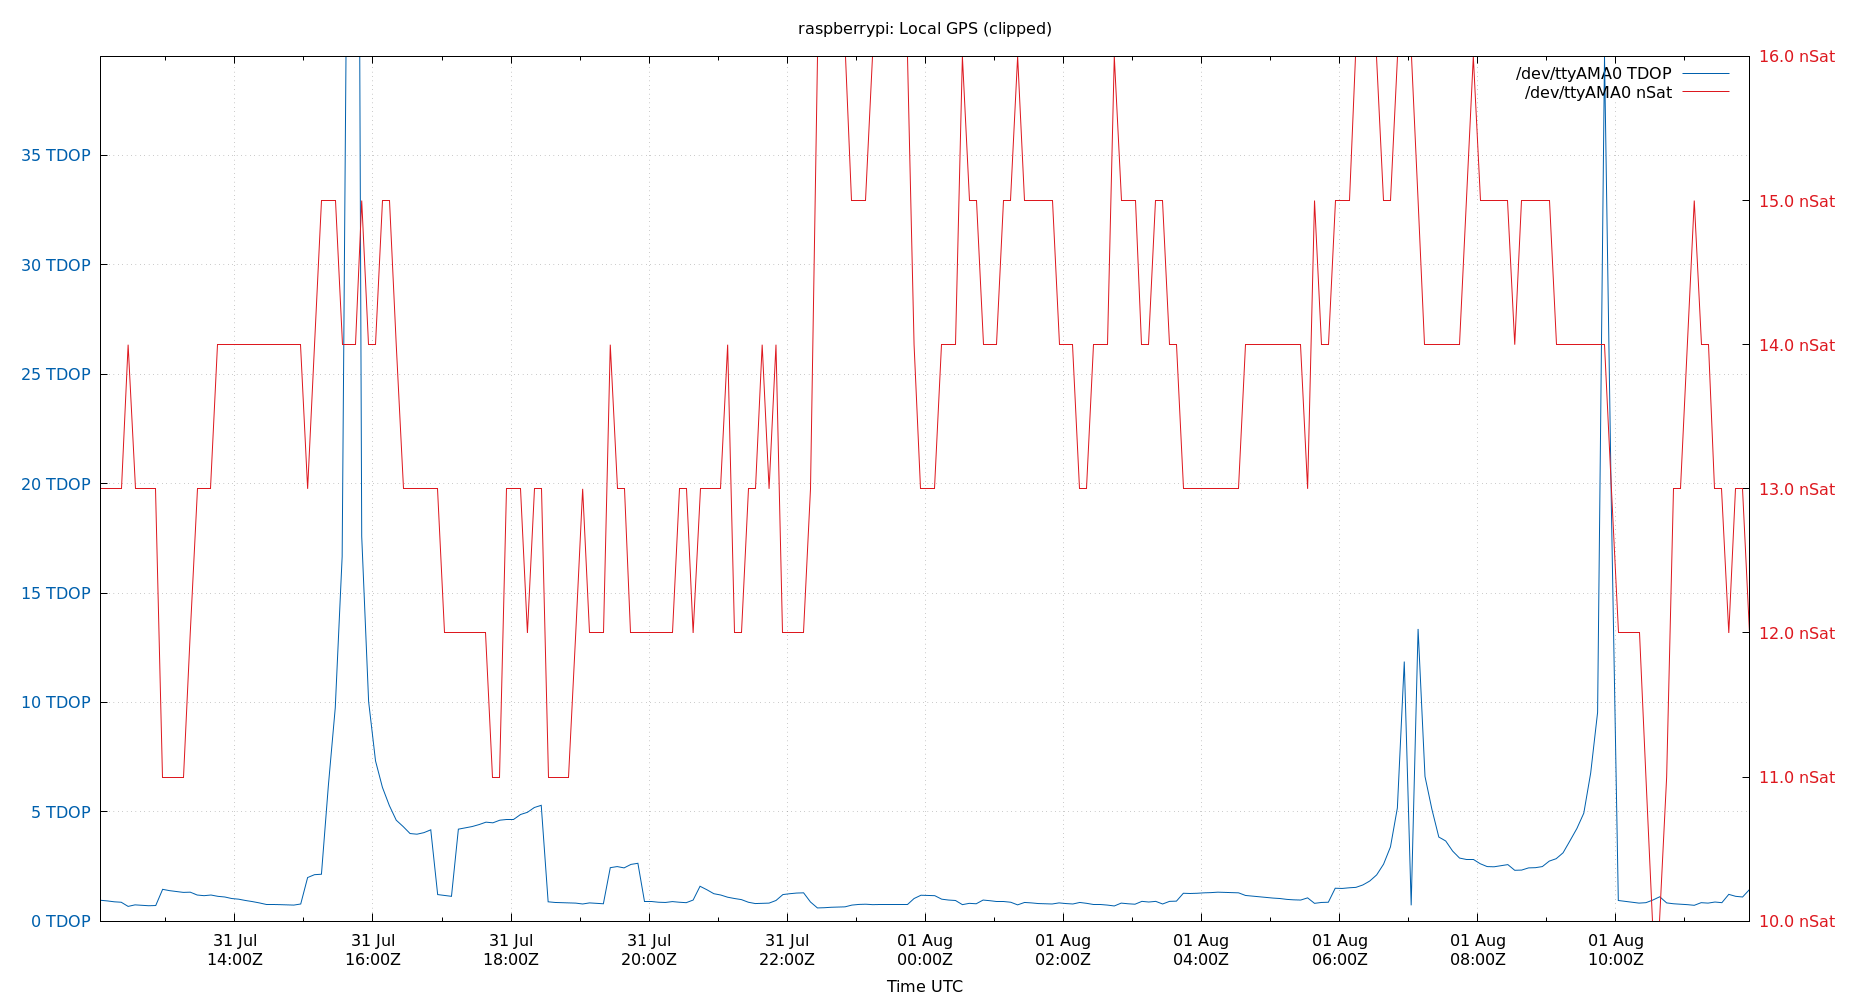 raspberrypi: Local GPS (clipped)
/dev/ttyAMA0 TDOP
/dev/ttyAMA0 nSat
35 TDOP
30 TDOP
25 TDOP
20 TDOP
15 TDOP
10 TDOP
5 TDOP
0 TDOP
16.0 nSat
15.0 nSat
14.0 nSat
13.0 nSat
12.0 nSat
11.0 nSat
10.0 nSat
31 Jul
14:00Z
31 Jul
16:00Z
31 Jul
18:00Z
31 Jul
20:00Z
31 Jul
22:00Z
01 Aug
00:00Z
01 Aug
02:00Z
01 Aug
04:00Z
01 Aug
06:00Z
01 Aug
08:00Z
01 Aug
10:00Z
Time UTC